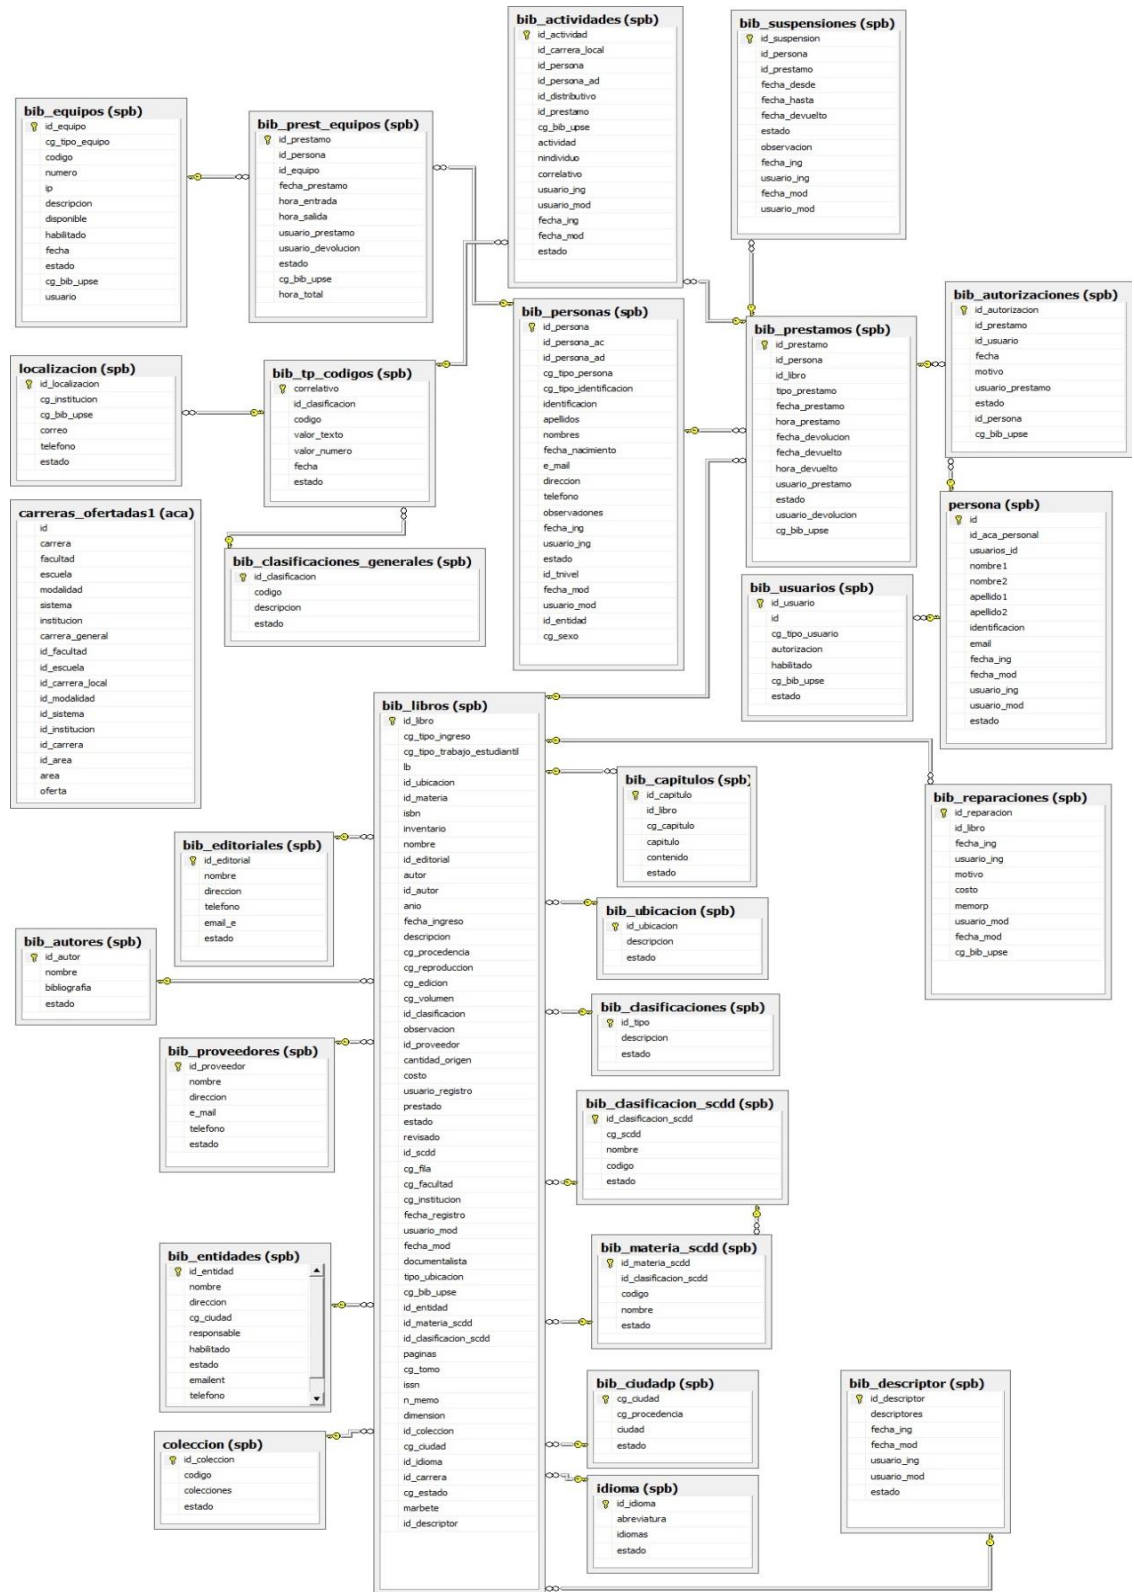 bib_actividades (spb)
id_actividad
id_carrera_local
id_persona
id_persona_ad
id_distributivo
id_prestamo
cg_bib_upse
actividad
nindividuo
correlativo
usuario_ing
usuario_mod
fecha_ing
fecha_mod
estado
bib_suspensiones (spb)
id_suspension
id_persona
id_prestamo
fecha_desde
fecha_hasta
fecha_devuelto
estado
observacion
fecha_ing
usuario_ing
fecha_mod
usuario_mod
bib_equipos (spb)
id_equipo
cg_tipo_equipo
codigo
numero
ip
descripcion
disponible
habilitado
fecha
estado
cg_bib_upse
usuario
bib_prest_equipos (spb)
id_prestamo
id_persona
id_equipo
fecha_prestamo
hora_entrada
hora_salida
usuario_prestamo
usuario_devolucion
estado
cg_bib_upse
hora_total
bib_personas (spb)
id_persona
id_persona_ac
id_persona_ad
cg_tipo_persona
cg_tipo_identificacion
identificacion
apellidos
nombres
fecha_nacimiento
e_mail
direccion
telefono
observaciones
fecha_ing
usuario_ing
estado
id_tnivel
fecha_mod
usuario_mod
id_entidad
cg_sexo
bib_prestamos (spb)
id_prestamo
id_persona
id_libro
tipo_prestamo
fecha_prestamo
hora_prestamo
fecha_devolucion
fecha_devuelto
hora_devuelto
usuario_prestamo
estado
usuario_devolucion
cg_bib_upse
bib_autorizaciones (spb)
id_autorizacion
id_prestamo
id_usuario
fecha
motivo
usuario_prestamo
estado
id_persona
cg_bib_upse
localizacion (spb)
id_localizacion
cg_institucion
cg_bib_upse
correo
telefono
estado
bib_tp_codigos (spb)
correlativo
id_clasificacion
codigo
valor_texto
valor_numero
fecha
estado
persona (spb)
id
id_aca_personal
usuarios_id
nombre1
nombre2
apellido1
apellido2
identificacion
email
fecha_ing
fecha_mod
usuario_ing
usuario_mod
estado
carreras_ofertadas1 (aca)
id
carrera
facultad
escuela
modalidad
sistema
institucion
carrera_general
id_facultad
id_escuela
id_carrera_local
id_modalidad
id_sistema
id_institucion
id_carrera
id_area
area
oferta
bib_clasificaciones_generales (spb)
id_clasificacion
codigo
descripcion
estado
bib_usuarios (spb)
id_usuario
id
cg_tipo_usuario
autorizacion
habilitado
cg_bib_upse
estado
bib_libros (spb)
id_libro
cg_tipo_ingreso
cg_tipo_trabajo_estudiantil
lb
id_ubicacion
id_materia
isbn
inventario
nombre
id_editorial
autor
id_autor
anio
fecha_ingreso
descripcion
cg_procedencia
cg_reproduccion
cg_edicion
cg_volumen
id_clasificacion
observacion
id_proveedor
cantidad_origen
costo
usuario_registro
prestado
estado
revisado
id_scdd
cg_fila
cg_facultad
cg_institucion
fecha_registro
usuario_mod
fecha_mod
documentalista
tipo_ubicacion
cg_bib_upse
id_entidad
id_materia_scdd
id_clasificacion_scdd
paginas
cg_tomo
issn
n_memo
dimension
id_coleccion
cg_ciudad
id_idioma
id_carrera
cg_estado
marbete
id_descriptor
bib_capitulos (spb)
id_capitulo
id_libro
cg_capitulo
capitulo
contenido
estado
bib_reparaciones (spb)
id_reparacion
id_libro
fecha_ing
usuario_ing
motivo
costo
memorp
usuario_mod
fecha_mod
cg_bib_upse
bib_editoriales (spb)
id_editorial
nombre
direccion
telefono
email_e
estado
bib_ubicacion (spb)
id_ubicacion
descripcion
estado
bib_autores (spb)
id_autor
nombre
bibliografia
estado
bib_clasificaciones (spb)
id_tipo
descripcion
estado
bib_proveedores (spb)
id_proveedor
nombre
direccion
e_mail
telefono
estado
bib_clasificacion_scdd (spb)
id_clasificacion_scdd
cg_scdd
nombre
codigo
estado
bib_entidades (spb)
id_entidad
nombre
direccion
cg_ciudad
responsable
habilitado
estado
emailent
telefono
bib_materia_scdd (spb)
id_materia_scdd
id_clasificacion_scdd
codigo
nombre
estado
bib_ciudadp (spb)
cg_ciudad
cg_procedencia
ciudad
estado
bib_descriptor (spb)
id_descriptor
descriptores
fecha_ing
fecha_mod
usuario_ing
usuario_mod
estado
coleccion (spb)
id_coleccion
codigo
colecciones
estado
idioma (spb)
id_idioma
abreviatura
idiomas
estado